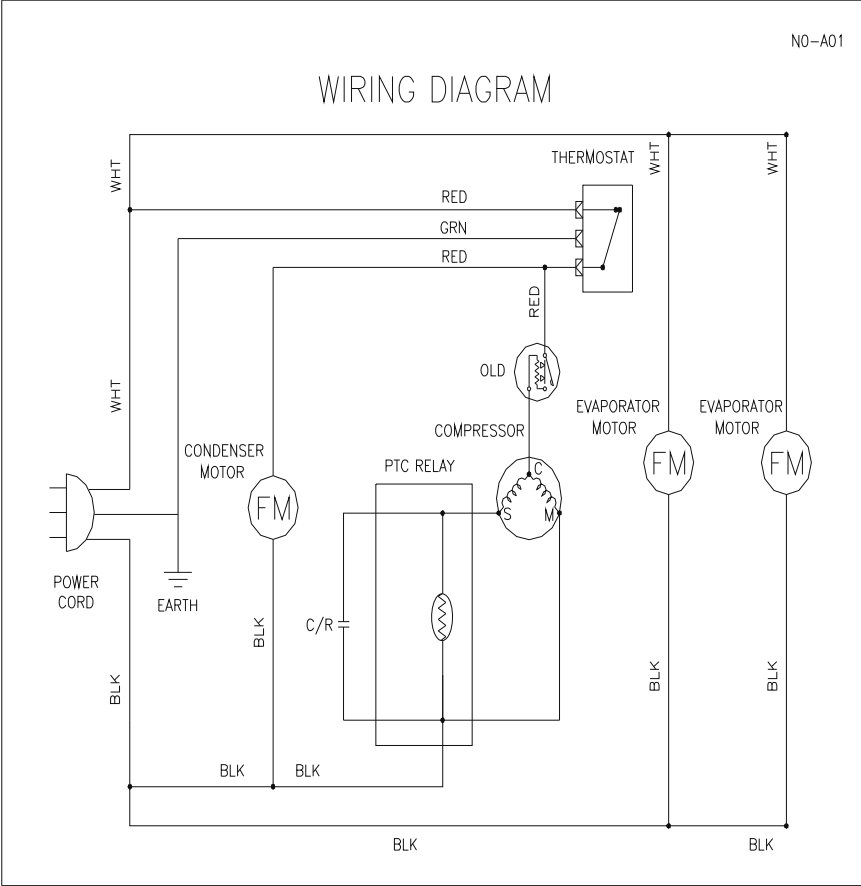 NO-A01
WIRING DIAGRAM
WHT
THERMOSTAT
WHT
WHT
RED
GRN
RED
RED
OLD
WHT
EVAPORATOR
MOTOR
EVAPORATOR
MOTOR
COMPRESSOR
CONDENSER
MOTOR
PTC RELAY
C
FM
FM
FM
S
M
POWER
CORD
EARTH
C/R
BLK
BLK
BLK
BLK
BLK
BLK
BLK
BLK